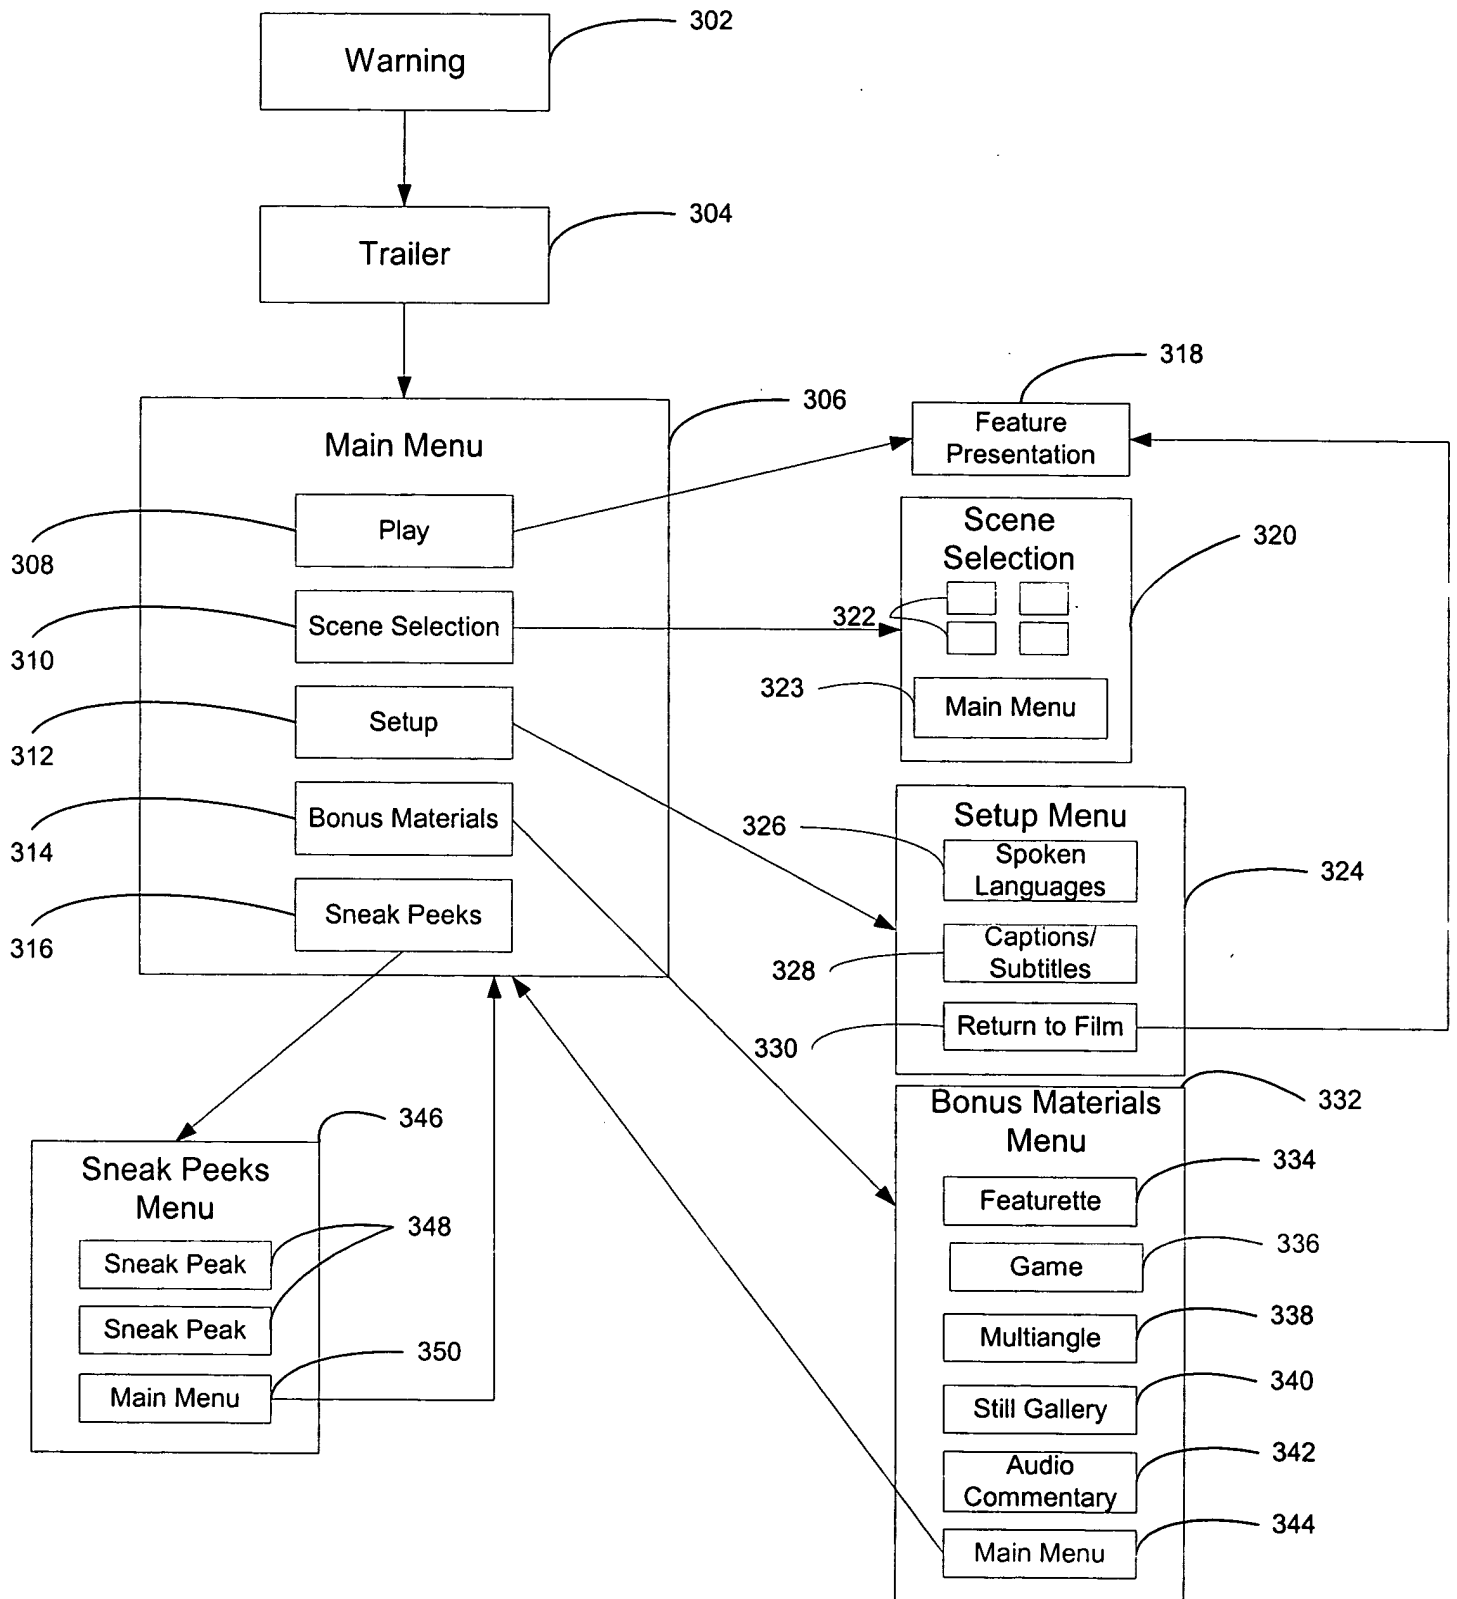 302
Warning
304
Trailer
306
Main Menu
308
Play
310
Scene Selection
312
Setup
314
Bonus Materials
316
Sneak Peeks
318
Feature
Presentation
320
Scene
Selection
322
323
Main Menu
324
Setup Menu
326
Spoken
Languages
328
Captions/
Subtitles
330
Return to Film
332
Bonus Materials
Menu
334
Featurette
336
Game
338
Multiangle
340
Still Gallery
342
Audio
Commentary
344
Main Menu
346
Sneak Peeks
Menu
348
Sneak Peak
Sneak Peak
350
Main Menu